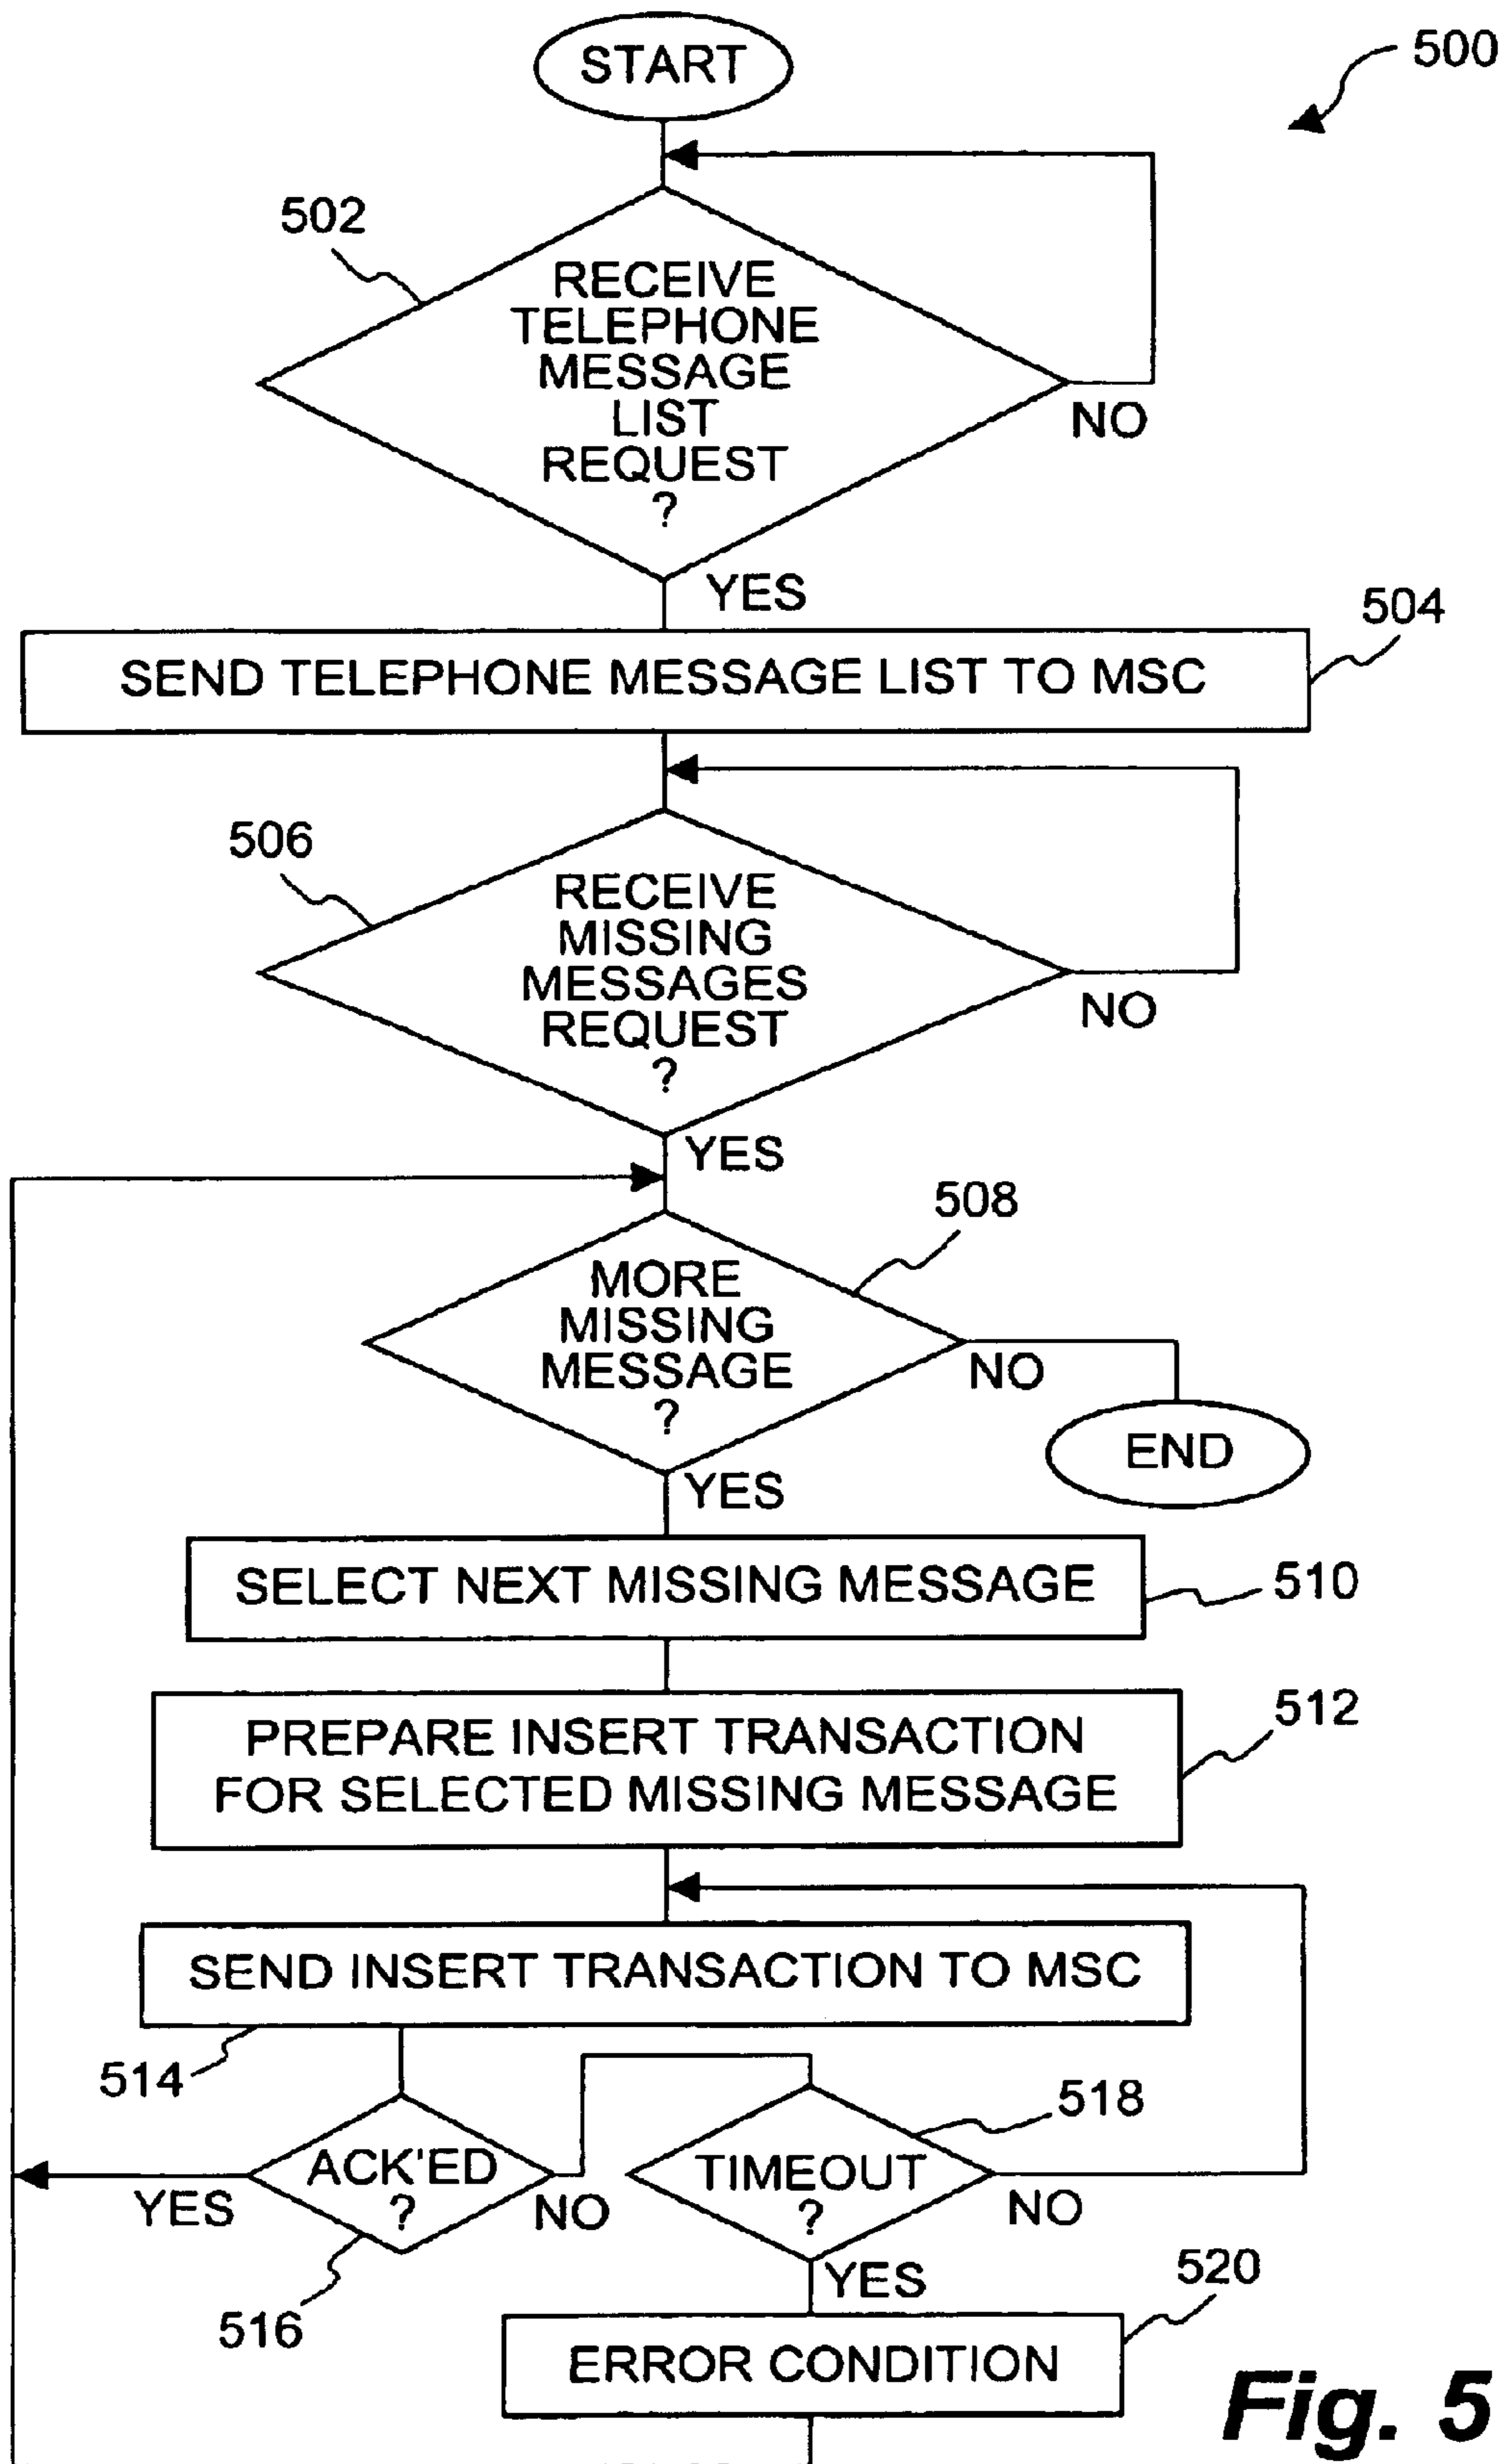 START
500
502
RECEIVE
TELEPHONE
MESSAGE
LIST
REQUEST
?
NO
YES
504
SEND TELEPHONE MESSAGE LIST TO MSC
506
RECEIVE
MISSING
MESSAGES
REQUEST
?
NO
YES
508
MORE
MISSING
MESSAGE
?
NO
END
YES
SELECT NEXT MISSING MESSAGE
510
PREPARE INSERT TRANSACTION
FOR SELECTED MISSING MESSAGE
512
SEND INSERT TRANSACTION TO MSC
514
518
ACK'ED
?
YES
NO
TIMEOUT
?
NO
516
YES
520
ERROR CONDITION
Fig. 5